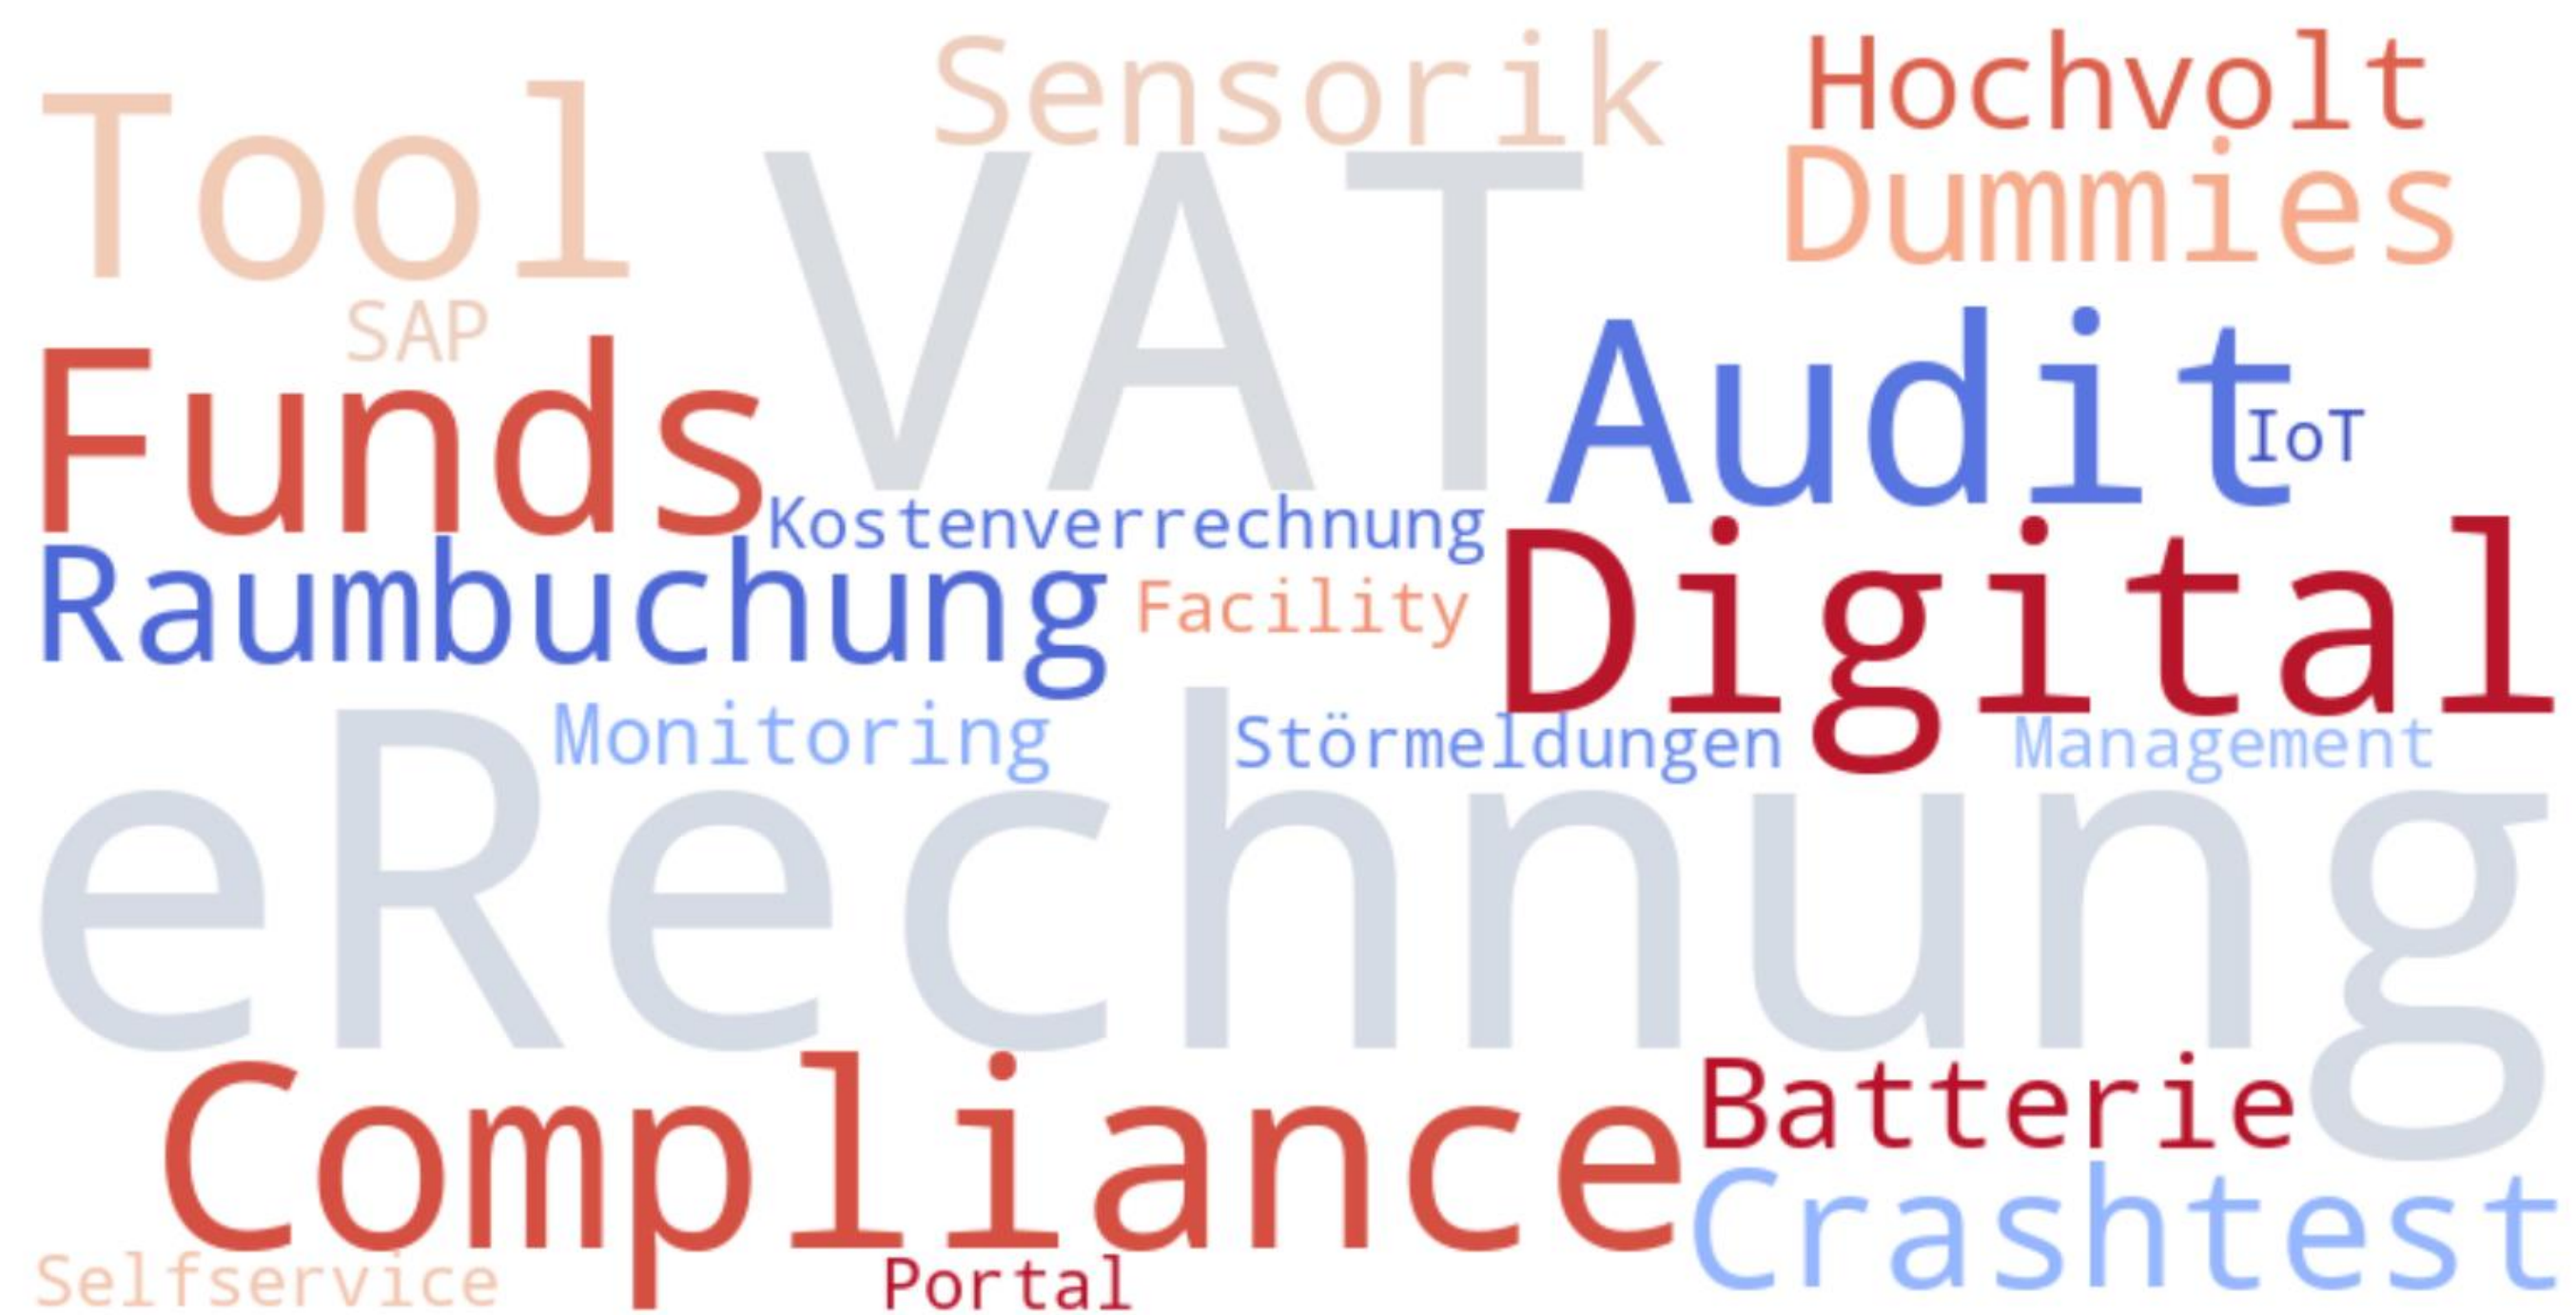 Sensorik
Hochvolt
Tool
VAT
Dummies
SAP
Funds
Audit
IoT
Kostenverrechnung
Raumbuchung
Facility
Digital
Monitoring
Störmeldungen
Management
eRechnung
Compliance
Batterie
Crashtest
Selfservice
Portal